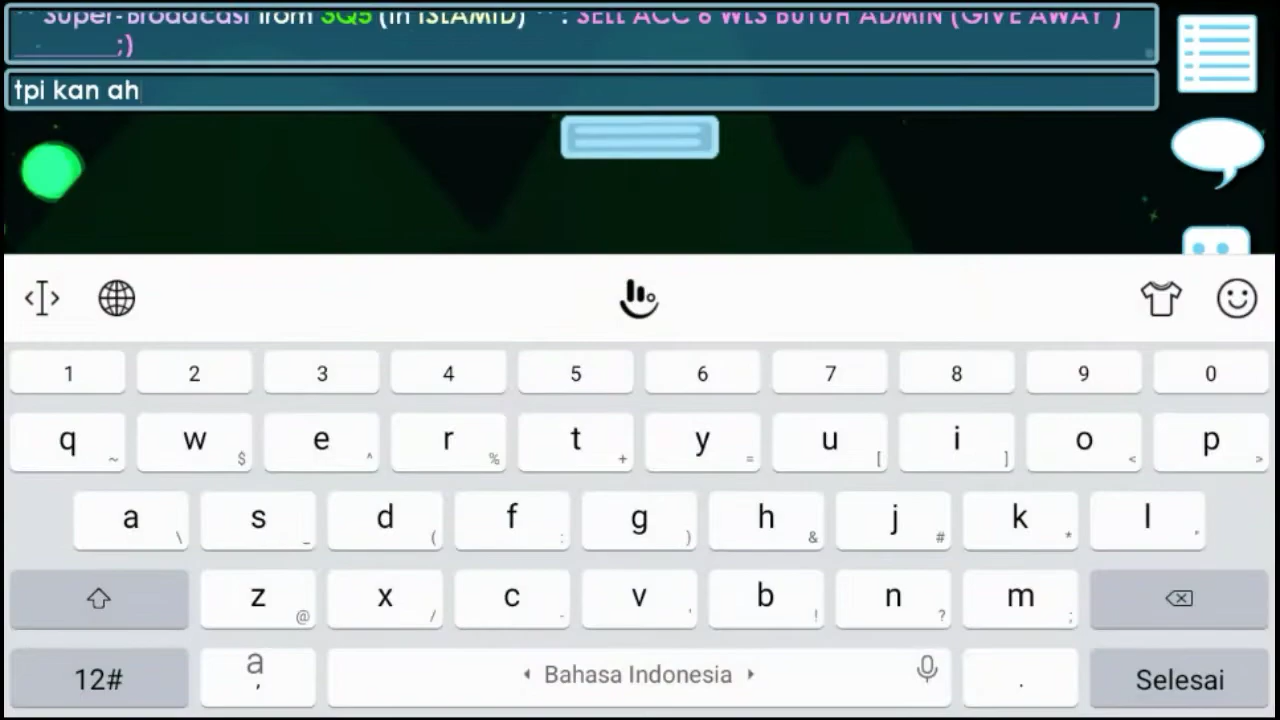 ** Super-Broadcast from SQ5 (in ISLAMID) ** : SELL ACC 8 WLS BUTUH ADMIN (GIVE AWAY )
;)
tpi kan ah
1 2 3 4 5 6 7 8 9 0
q ~ w $ e ^ r % t + y = u [ i ] o < p >
a \ s _ d ( f : g ) h & j # k * l "
z @ x / c - v ' b ! n ? m ;
12# a , Bahasa Indonesia . Selesai